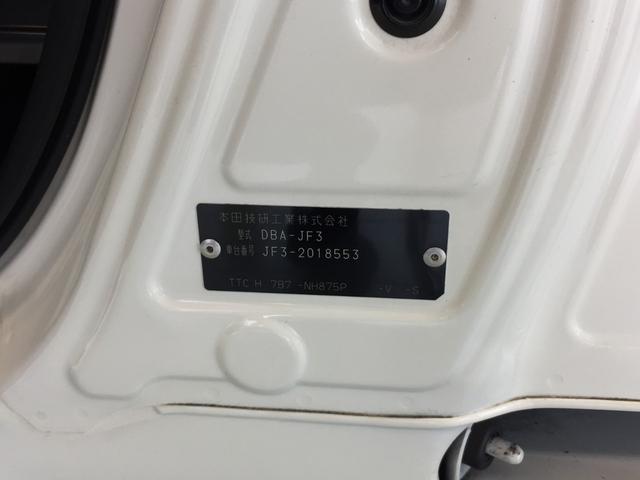 本田技研工業株式会社
型式 DBA-JF3
車台番号 JF3-2018553
TTC H 7B7 -NH875P -V -S